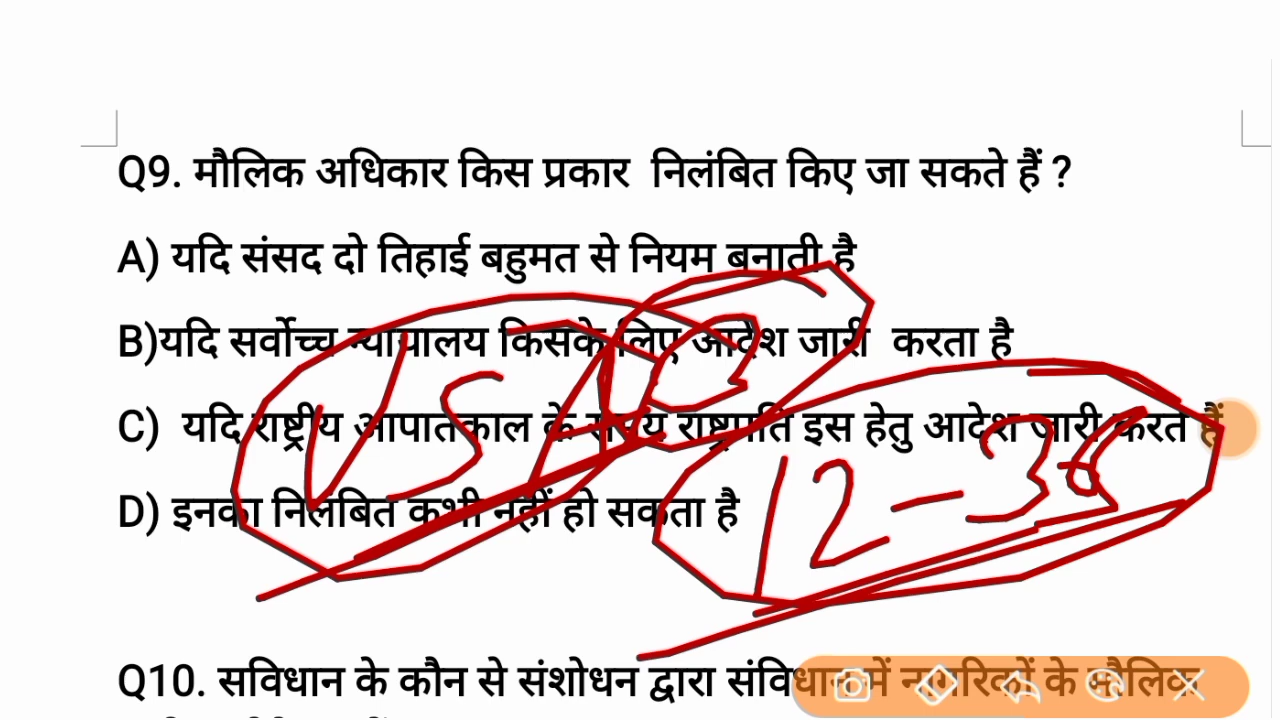 Q9. मौलिक अधिकार किस प्रकार निलंबित किए जा सकते हैं ?
A) यदि संसद दो तिहाई बहुमत से नियम बनाती है
B)यदि सर्वोच्च न्यायालय किसके लिए आदेश जारी करता है
C) यदि राष्ट्रीय आपातकाल के समय राष्ट्रपति इस हेतु आदेश जारी करते हैं
USA
12-35
D) इनका निलंबित कभी नहीं हो सकता है
Q10. सविधान के कौन से संशोधन द्वारा संविधान में नागरिकों के मौलिक